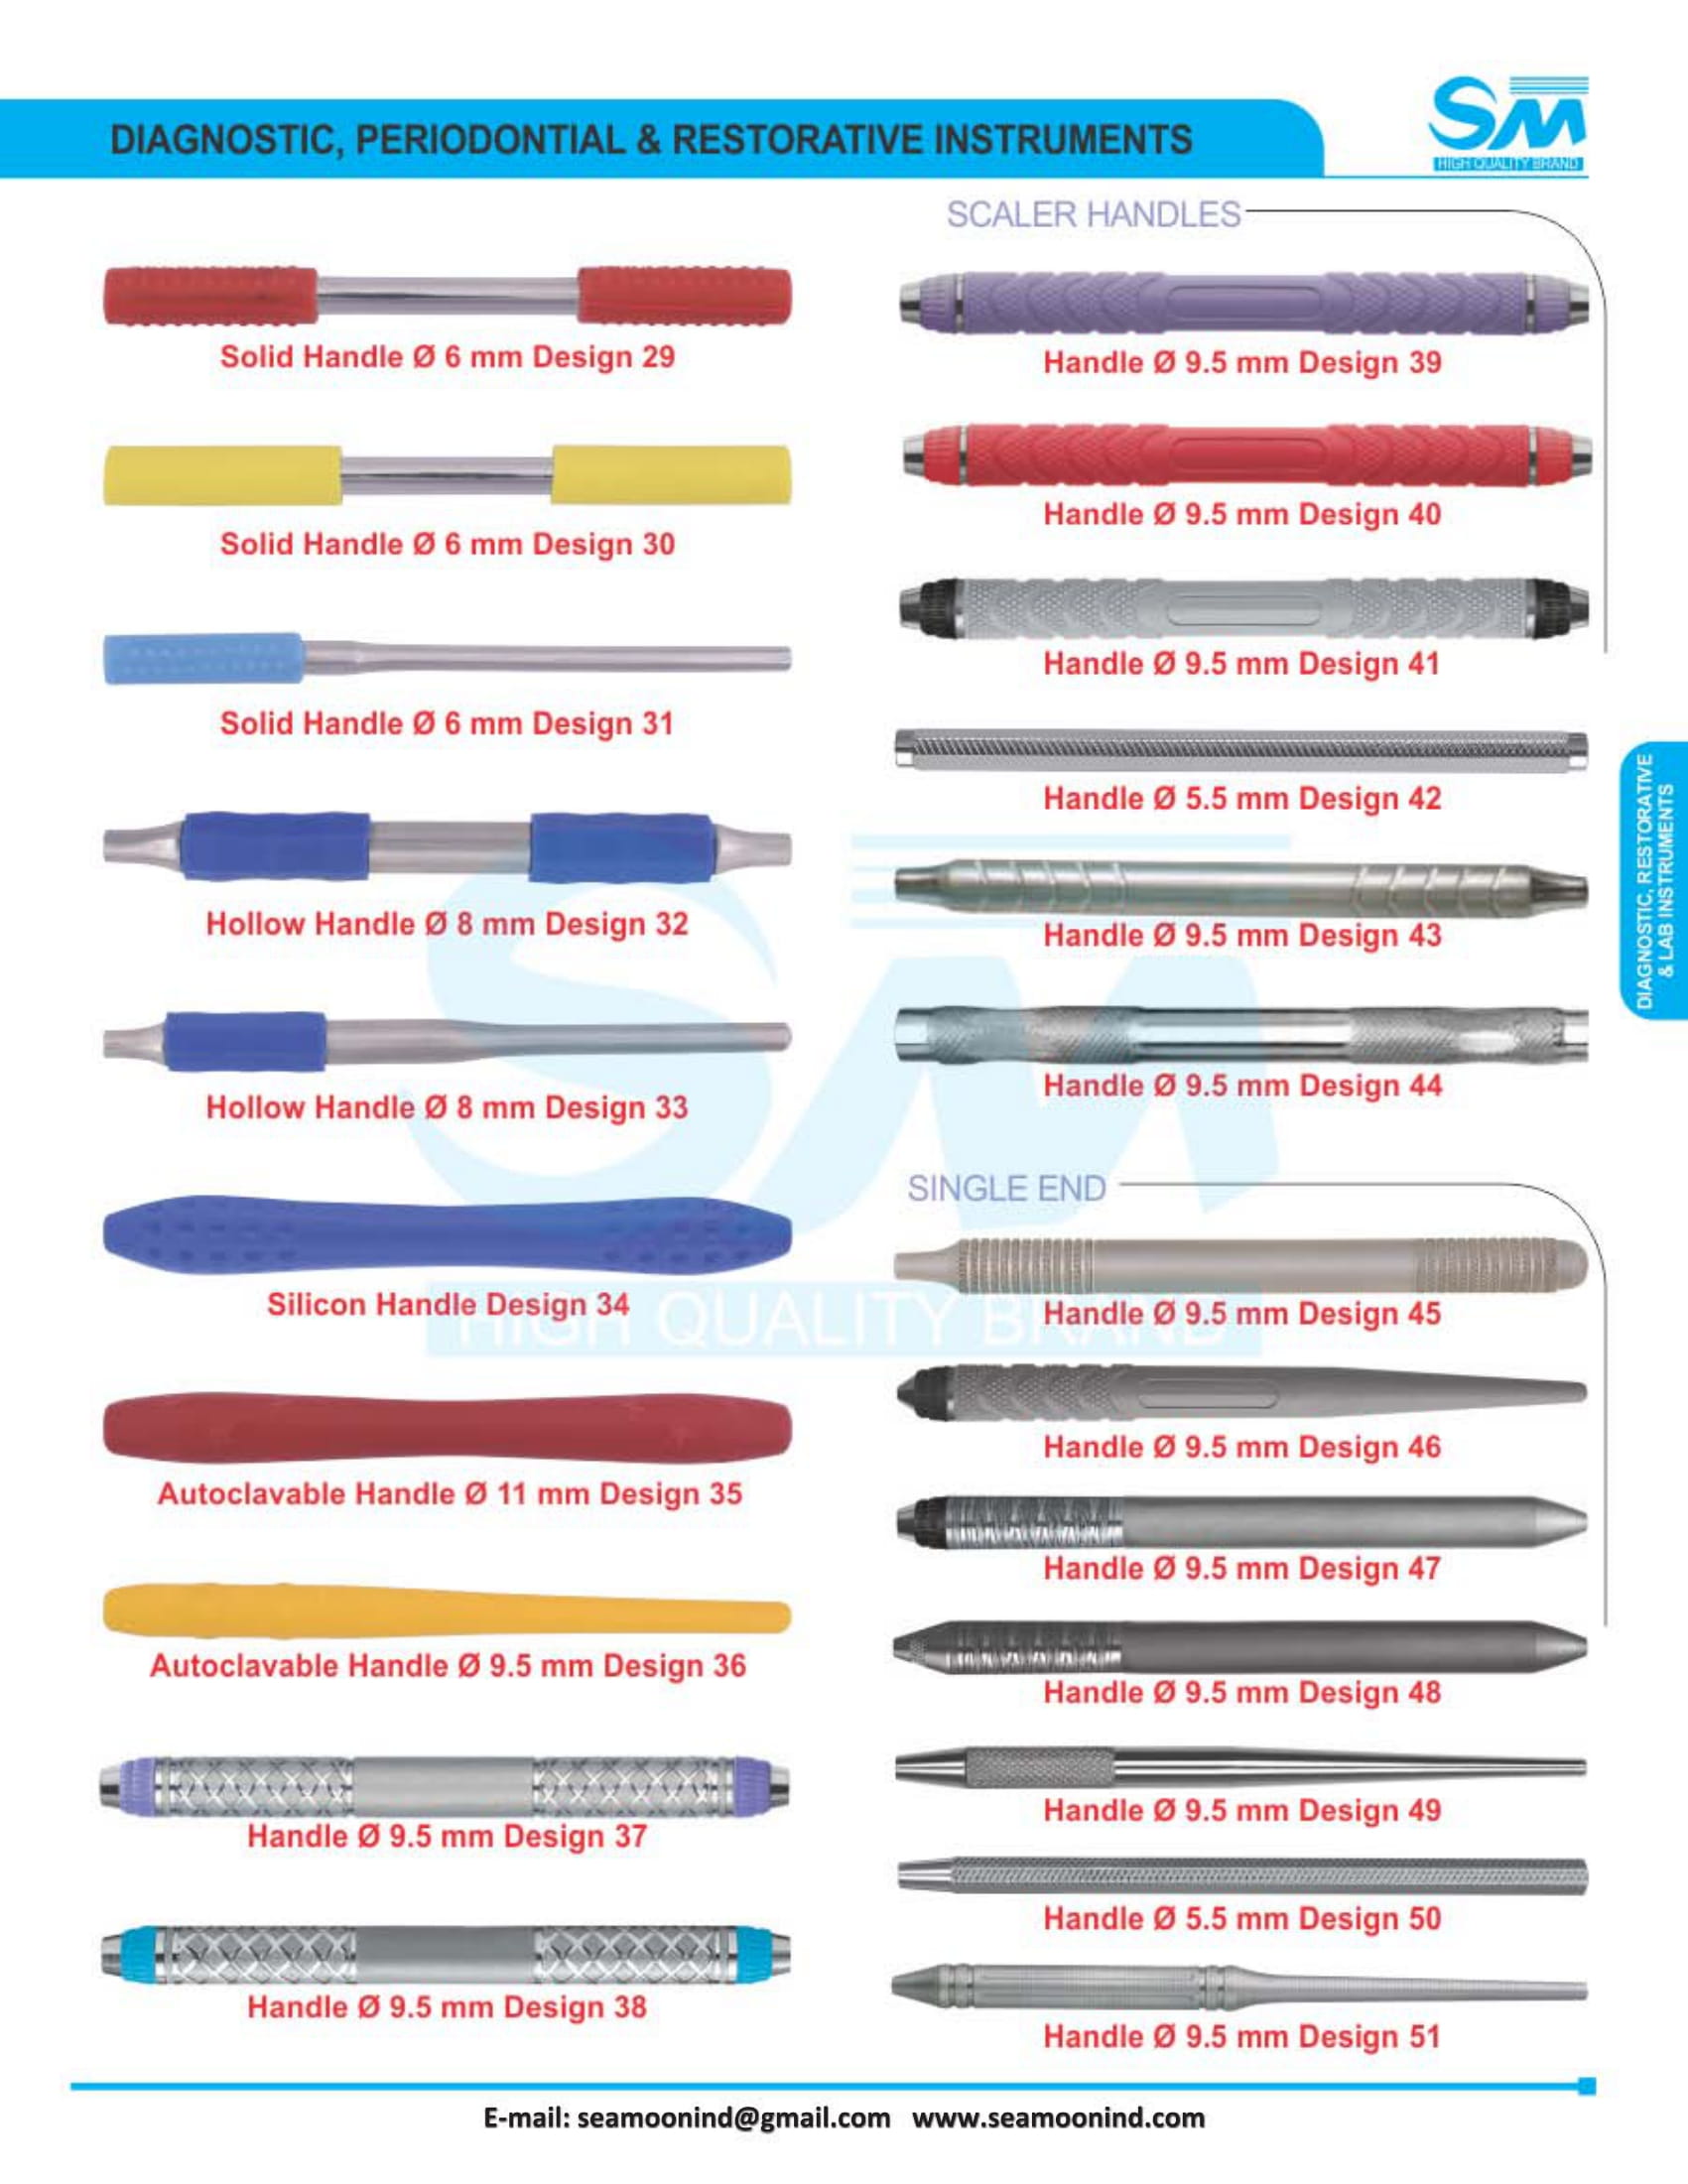 SM
HIGH QUALITY BRAND
DIAGNOSTIC, PERIODONTIAL & RESTORATIVE INSTRUMENTS
Solid Handle Ø 6 mm Design 29
Solid Handle Ø 6 mm Design 30
Solid Handle Ø 6 mm Design 31
Hollow Handle Ø 8 mm Design 32
Hollow Handle Ø 8 mm Design 33
Silicon Handle Design 34
Autoclavable Handle Ø 11 mm Design 35
Autoclavable Handle Ø 9.5 mm Design 36
Handle Ø 9.5 mm Design 37
Handle Ø 9.5 mm Design 38
SCALER HANDLES
Handle Ø 9.5 mm Design 39
Handle Ø 9.5 mm Design 40
Handle Ø 9.5 mm Design 41
Handle Ø 5.5 mm Design 42
Handle Ø 9.5 mm Design 43
Handle Ø 9.5 mm Design 44
SINGLE END
Handle Ø 9.5 mm Design 45
Handle Ø 9.5 mm Design 46
Handle Ø 9.5 mm Design 47
Handle Ø 9.5 mm Design 48
Handle Ø 9.5 mm Design 49
Handle Ø 5.5 mm Design 50
Handle Ø 9.5 mm Design 51
DIAGNOSTIC, RESTORATIVE
& LAB INSTRUMENTS
SM
HIGH QUALITY BRAND
E-mail: seamoonind@gmail.com www.seamoonind.com